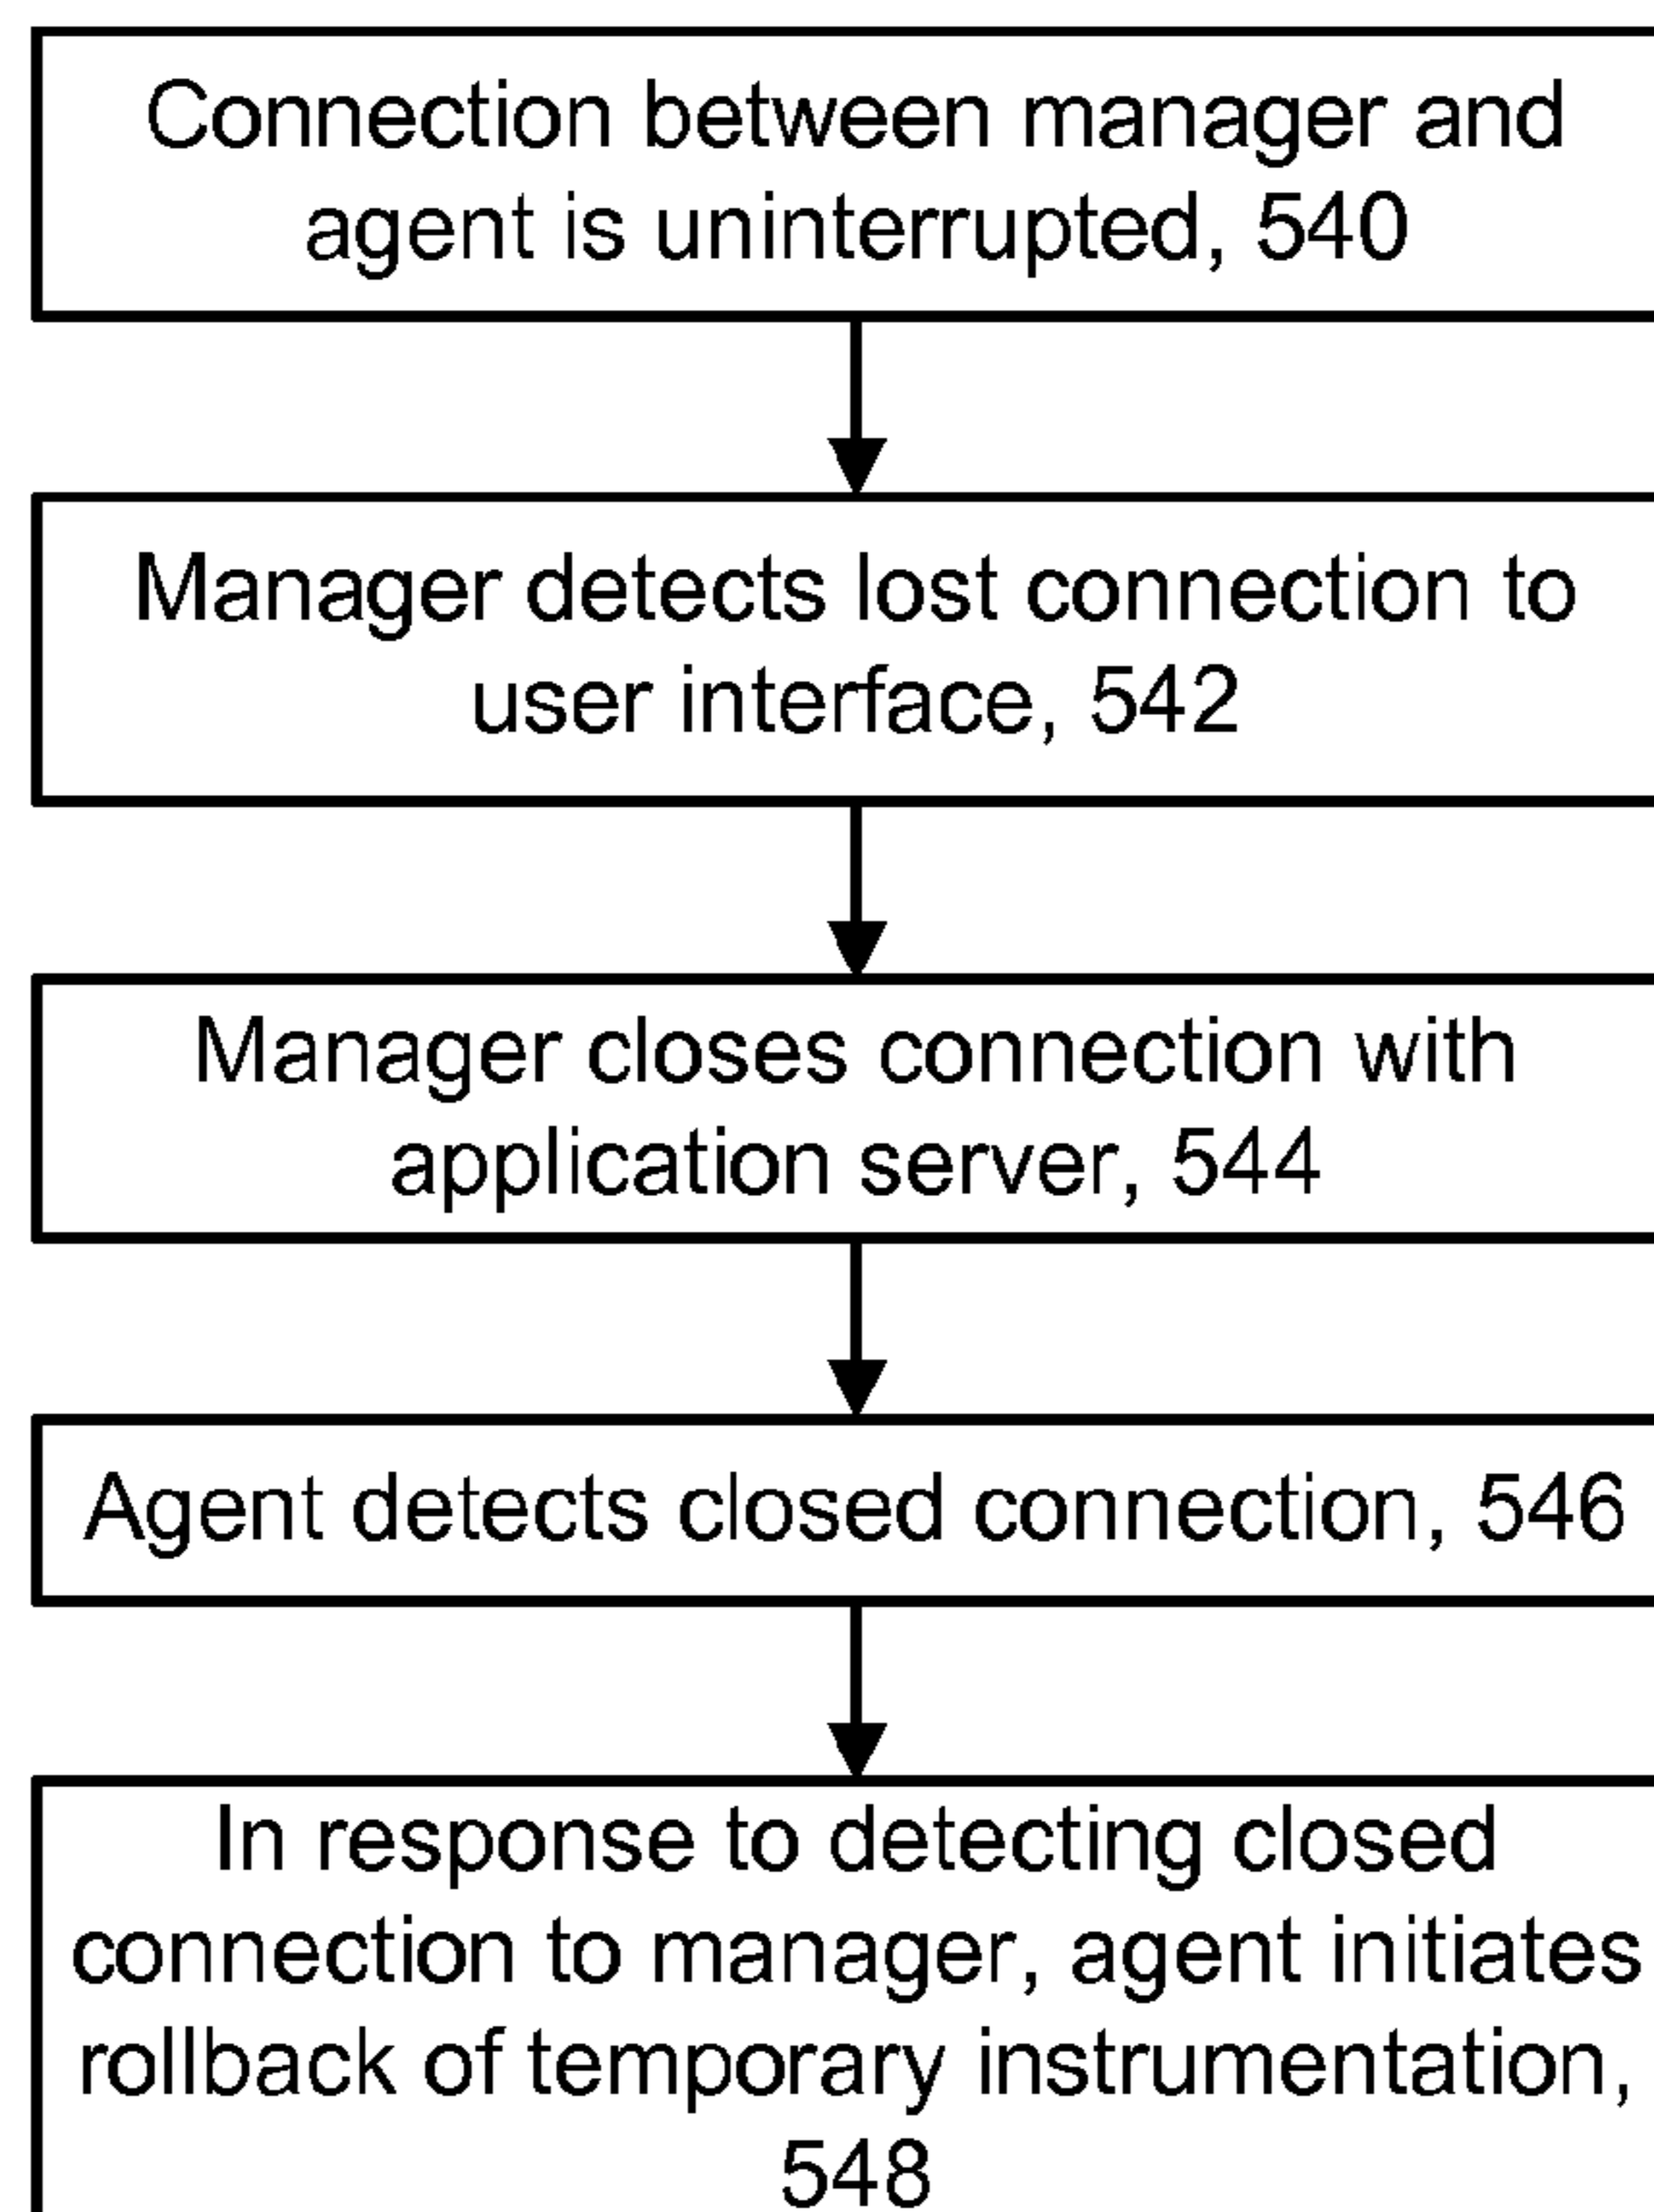 Connection between manager and
agent is uninterrupted, 540
Manager detects lost connection to
user interface, 542
Manager closes connection with
application server, 544
Agent detects closed connection, 546
In response to detecting closed
connection to manager, agent initiates
rollback of temporary instrumentation,
548